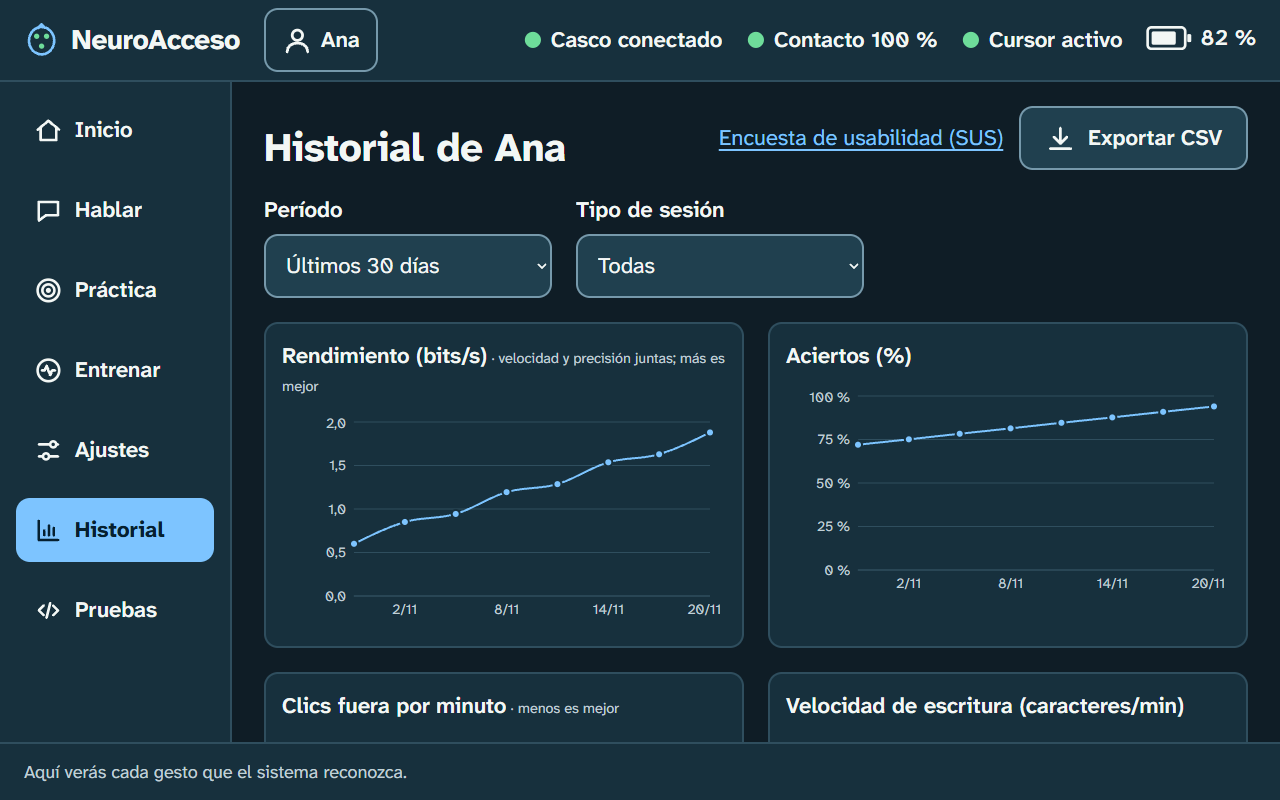 NeuroAcceso
Ana
Casco conectado
Contacto 100 %
Cursor activo
82 %
Inicio
Hablar
Práctica
Entrenar
Ajustes
Historial
Pruebas
Historial de Ana
Encuesta de usabilidad (SUS)
Exportar CSV
Período
Tipo de sesión
Últimos 30 días
Todas
Rendimiento (bits/s) · velocidad y precisión juntas; más es
mejor
2,0
1,5
1,0
0,5
0,0
2/11
8/11
14/11
20/11
Aciertos (%)
100 %
75 %
50 %
25 %
0 %
2/11
8/11
14/11
20/11
Clics fuera por minuto · menos es mejor
Velocidad de escritura (caracteres/min)
Aquí verás cada gesto que el sistema reconozca.